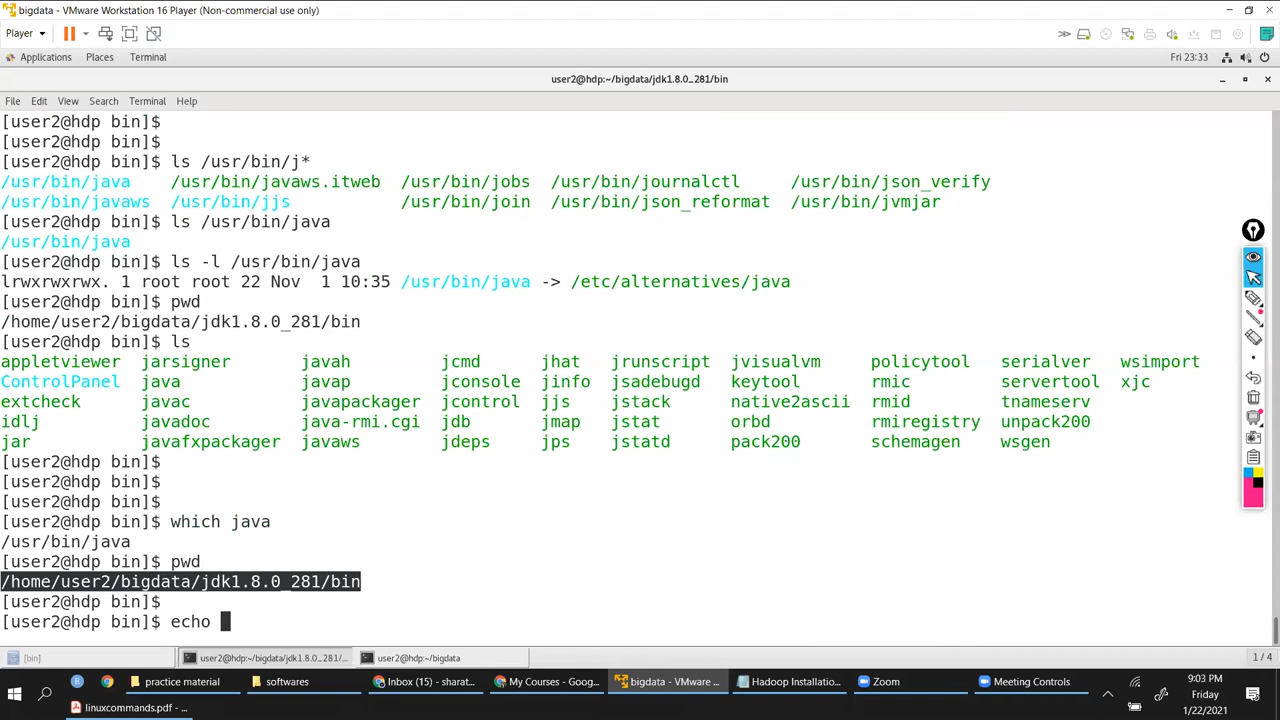 bigdata - VMware Workstation 16 Player (Non-commercial use only)
Player
Applications Places Terminal Fri 23:33
user2@hdp:~/bigdata/jdk1.8.0_281/bin
File Edit View Search Terminal Help
[user2@hdp bin]$
[user2@hdp bin]$
[user2@hdp bin]$ ls /usr/bin/j*
/usr/bin/java /usr/bin/javaws.itweb /usr/bin/jobs /usr/bin/journalctl /usr/bin/json_verify
/usr/bin/javaws /usr/bin/jjs /usr/bin/join /usr/bin/json_reformat /usr/bin/jvmjar
[user2@hdp bin]$ ls /usr/bin/java
/usr/bin/java
[user2@hdp bin]$ ls -l /usr/bin/java
lrwxrwxrwx. 1 root root 22 Nov 1 10:35 /usr/bin/java -> /etc/alternatives/java
[user2@hdp bin]$ pwd
/home/user2/bigdata/jdk1.8.0_281/bin
[user2@hdp bin]$ ls
appletviewer jarsigner javah jcmd jhat jrunscript jvisualvm policytool serialver wsimport
ControlPanel java javap jconsole jinfo jsadebugd keytool rmic servertool xjc
extcheck javac javapackager jcontrol jjs jstack native2ascii rmid tnameserv
idlj javadoc java-rmi.cgi jdb jmap jstat orbd rmiregistry unpack200
jar javafxpackager javaws jdeps jps jstatd pack200 schemagen wsgen
[user2@hdp bin]$
[user2@hdp bin]$
[user2@hdp bin]$
[user2@hdp bin]$ which java
/usr/bin/java
[user2@hdp bin]$ pwd
/home/user2/bigdata/jdk1.8.0_281/bin
[user2@hdp bin]$
[user2@hdp bin]$ echo
[bin] user2@hdp:~/bigdata/jdk1.8.0_281/... user2@hdp:~/bigdata 1 / 4
practice material softwares Inbox (15) - sharat... My Courses - Goog... bigdata - VMware ... Hadoop Installatio... Zoom Meeting Controls
9:03 PM
Friday
1/22/2021
linuxcommands.pdf - ...